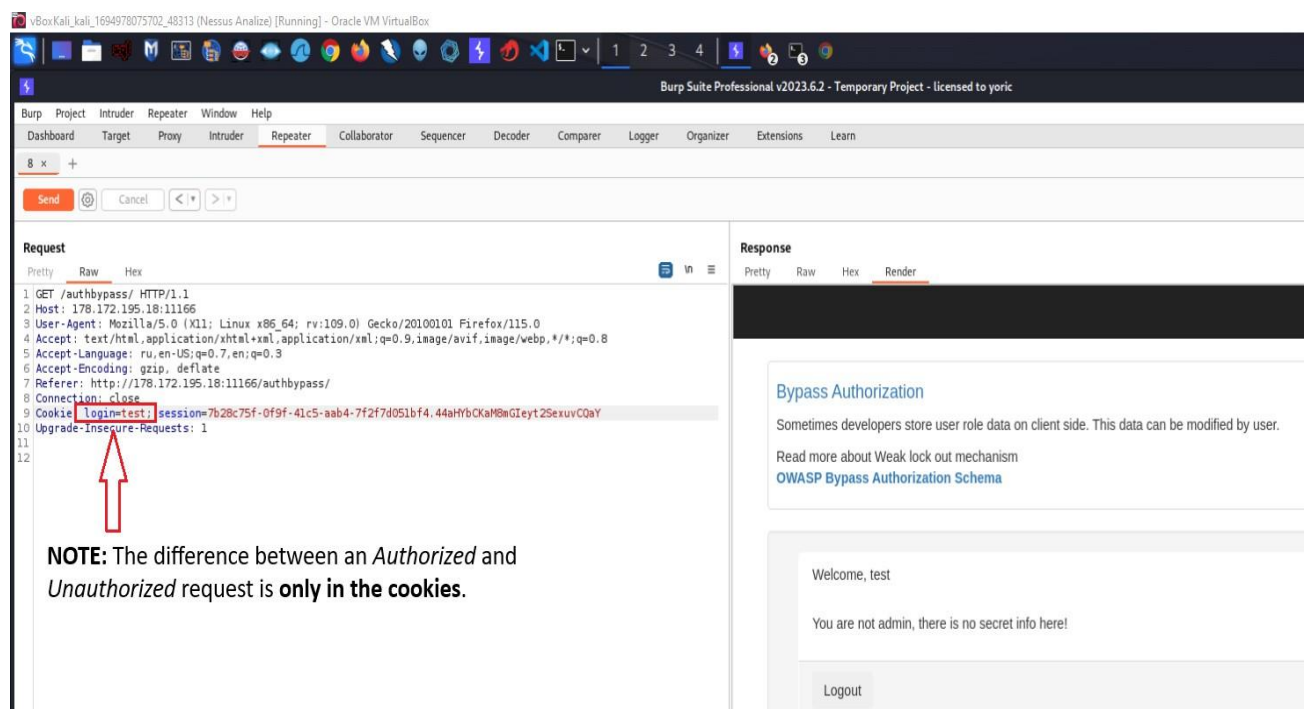 vBoxKali_kali_1694978075702_48313 (Nessus Analize) [Running] - Oracle VM VirtualBox
1 2 3 4
2 3
Burp Suite Professional v2023.6.2 - Temporary Project - licensed to yoric
Burp Project Intruder Repeater Window Help
Dashboard Target Proxy Intruder Repeater Collaborator Sequencer Decoder Comparer Logger Organizer Extensions Learn
8 × +
Send Cancel < >
Request
Pretty Raw Hex \n
1 GET /authbypass/ HTTP/1.1
2 Host: 178.172.195.18:11166
3 User-Agent: Mozilla/5.0 (X11; Linux x86_64; rv:109.0) Gecko/20100101 Firefox/115.0
4 Accept: text/html,application/xhtml+xml,application/xml;q=0.9,image/avif,image/webp,*/*;q=0.8
5 Accept-Language: ru,en-US;q=0.7,en;q=0.3
6 Accept-Encoding: gzip, deflate
7 Referer: http://178.172.195.18:11166/authbypass/
8 Connection: close
9 Cookie: login=test; session=7b28c75f-0f9f-41c5-aab4-7f2f7d051bf4.44aHYbCKaM8mGIeyt2SexuvCQaY
10 Upgrade-Insecure-Requests: 1
11
12
NOTE: The difference between an Authorized and
Unauthorized request is only in the cookies.
Response
Pretty Raw Hex Render
Bypass Authorization
Sometimes developers store user role data on client side. This data can be modified by user.
Read more about Weak lock out mechanism
OWASP Bypass Authorization Schema
Welcome, test
You are not admin, there is no secret info here!
Logout